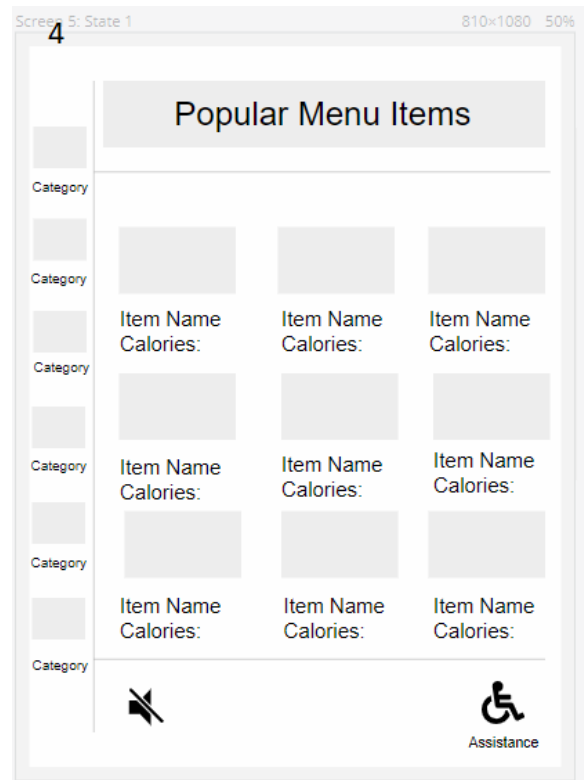 Screen 5: State 1
810×1080 50%
4
Popular Menu Items
Category
Category
Category
Category
Category
Category
Item Name
Calories:
Item Name
Calories:
Item Name
Calories:
Item Name
Calories:
Item Name
Calories:
Item Name
Calories:
Item Name
Calories:
Item Name
Calories:
Item Name
Calories:
Assistance